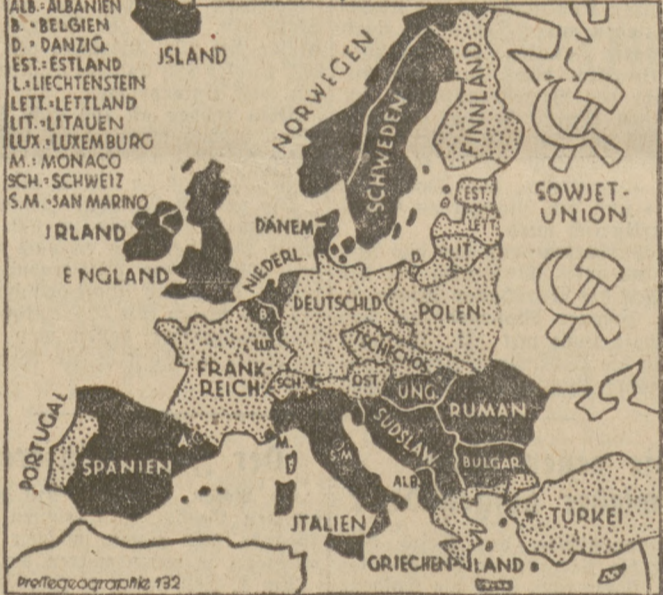 ALB.=ALBANIEN
B. = BELGIEN
D. = DANZIG.
EST.= ESTLAND
L.=LIECHTENSTEIN
LETT.=LETTLAND
LIT.=LITAUEN
LUX.=LUXEMBURG
M.= MONACO
SCH.= SCHWEIZ
S.M.= SAN MARINO
JSLAND
NORWEGEN
SCHWEDEN
FINNLAND
SOWJET-
UNION
EST.
LETT.
LIT.
JRLAND
ENGLAND
DÄNEM.
NIEDERL.
D.
DEUTSCHLD
POLEN
B.
LUX.
TSCHECHOS.
FRANK-
REICH
SCH.
L.
ÖST.
UNG.
RUMÄN
SÜDSLAW.
BULGAR.
PORTUGAL
SPANIEN
A.
M.
S.M.
ALB.
JTALIEN
GRIECHEN-
LAND
TÜRKEI
Pressegeographie 132